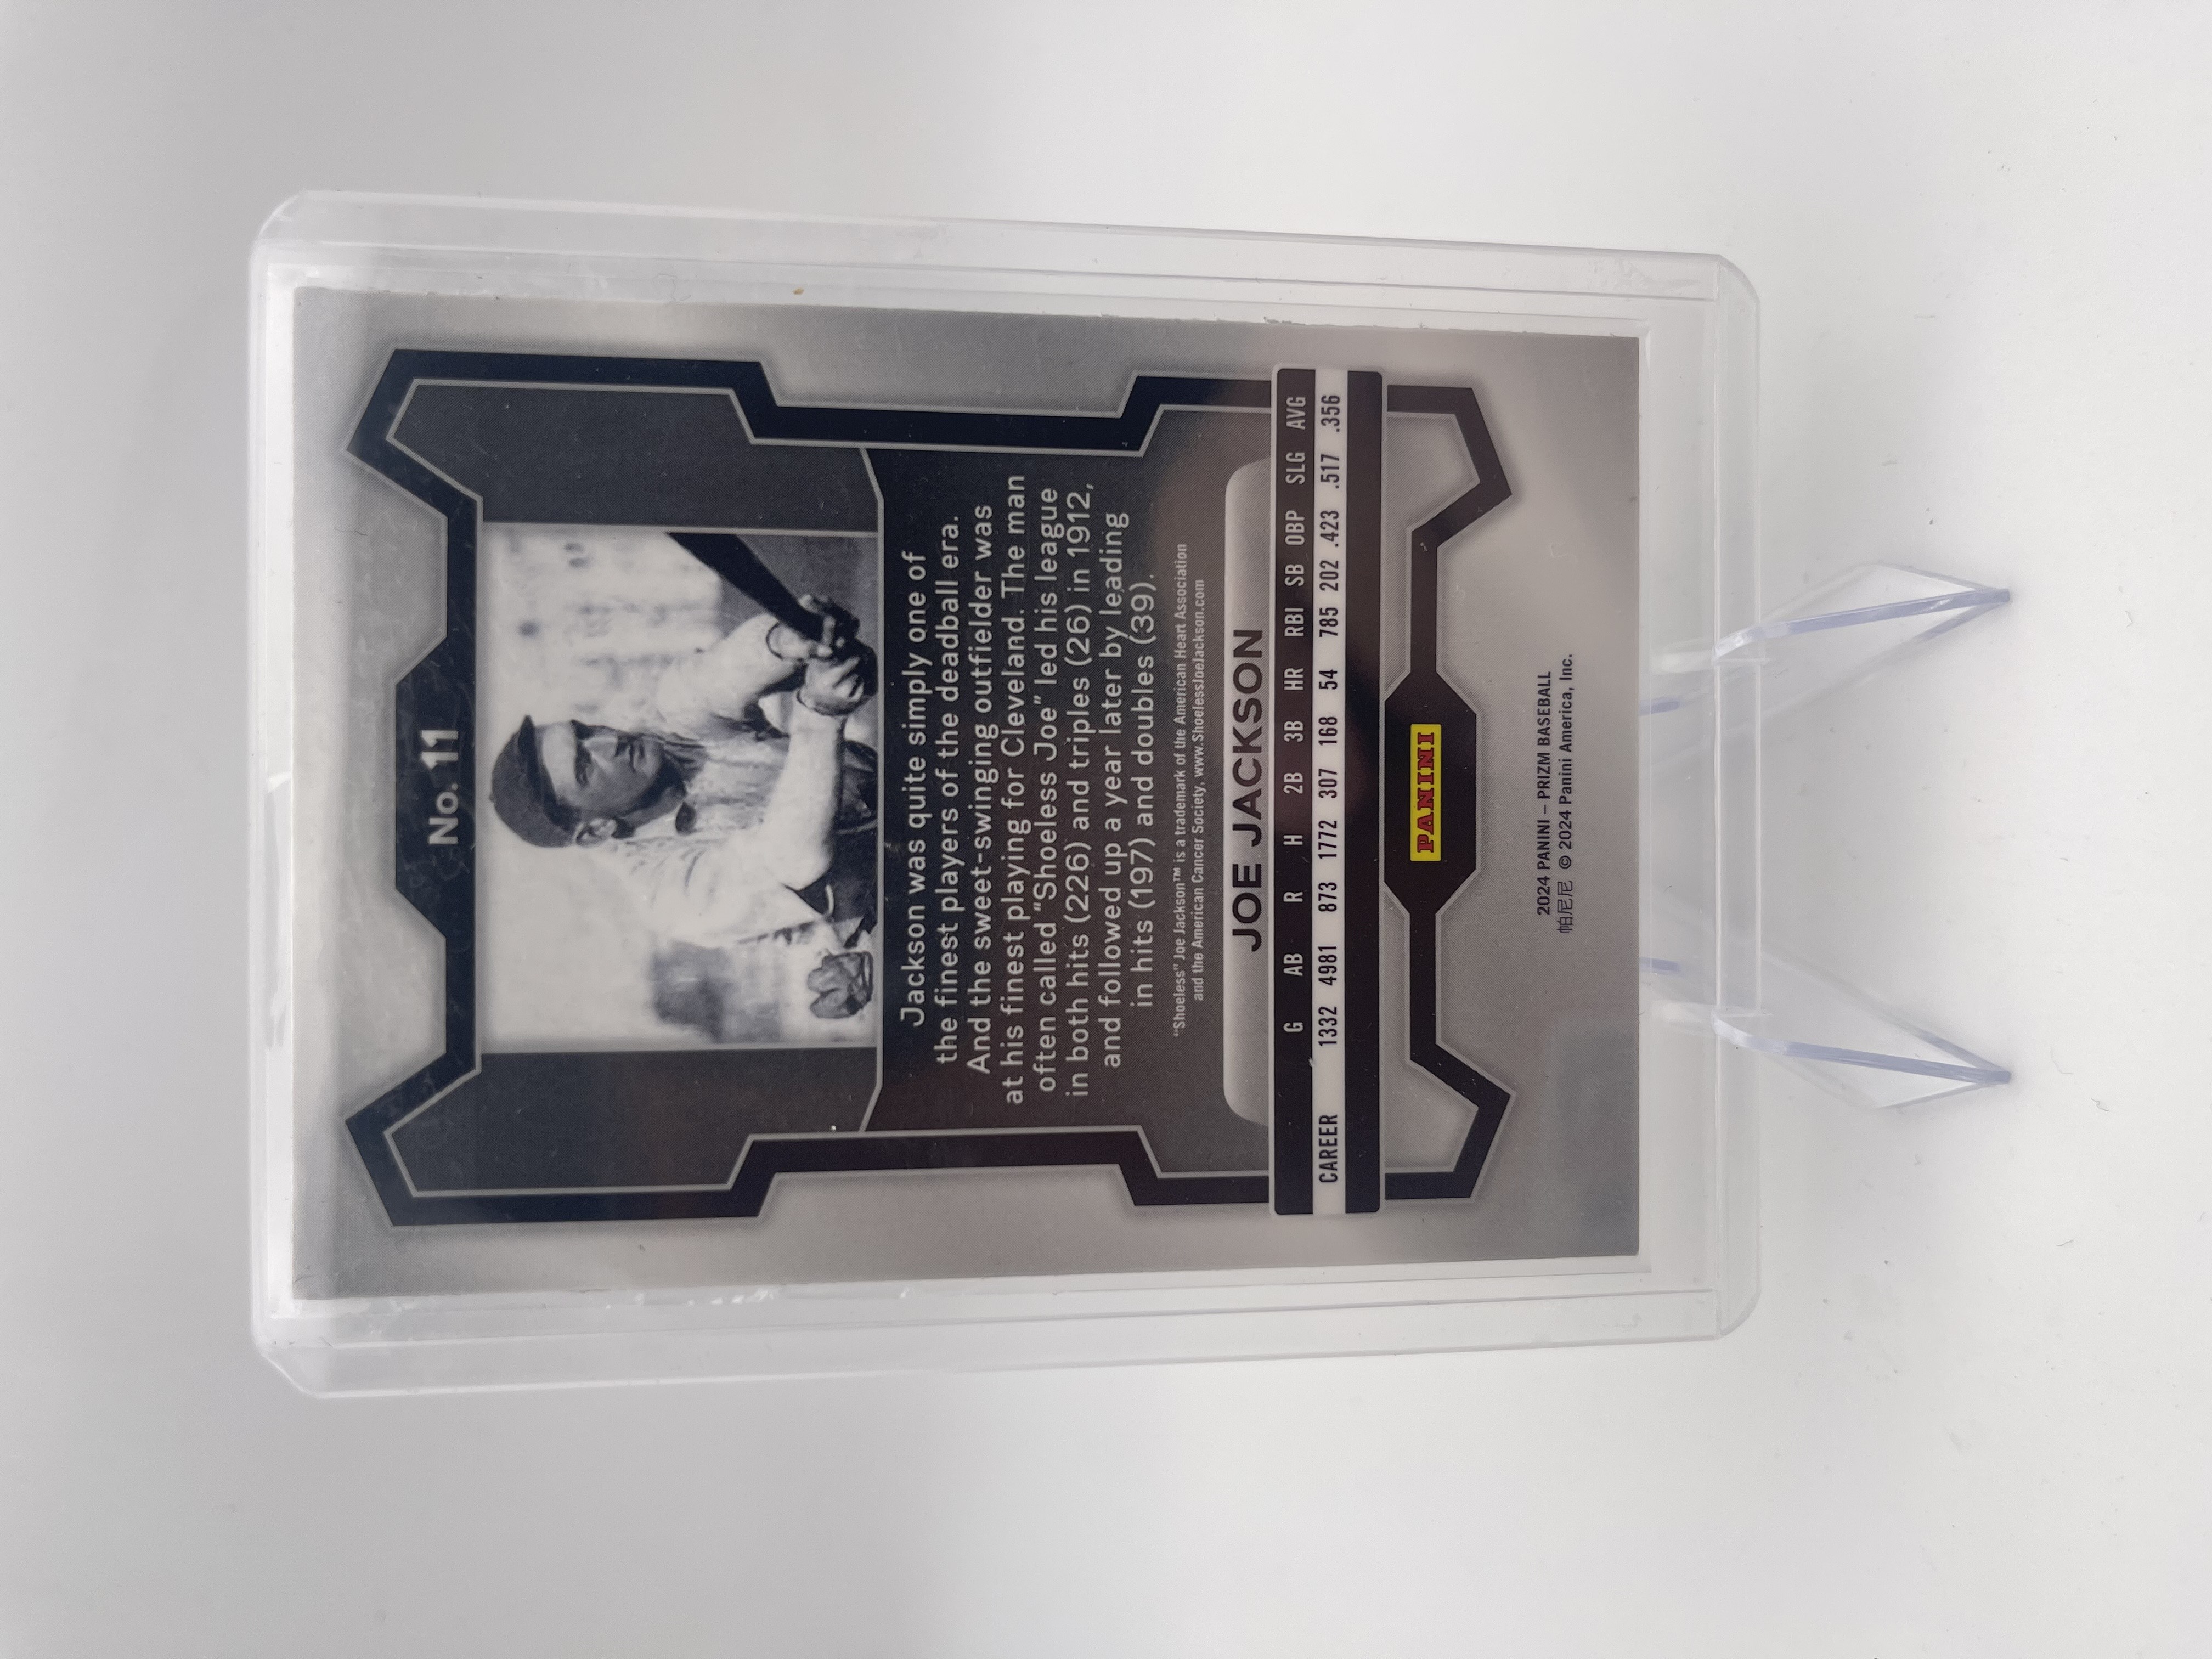 No. 11
Jackson was quite simply one of
the finest players of the deadball era.
And the sweet-swinging outfielder was
at his finest playing for Cleveland. The man
often called "Shoeless Joe" led his league
in both hits (226) and triples (26) in 1912,
and followed up a year later by leading
in hits (197) and doubles (39).
"Shoeless" Joe Jackson™ is a trademark of the American Heart Association
and the American Cancer Society, www.ShoelessJoeJackson.com
JOE JACKSON
G AB R H 2B 3B HR RBI SB OBP SLG AVG
CAREER 1332 4981 873 1772 307 168 54 785 202 .423 .517 .356
PANINI
2024 PANINI – PRIZM BASEBALL
帕尼尼 © 2024 Panini America, Inc.